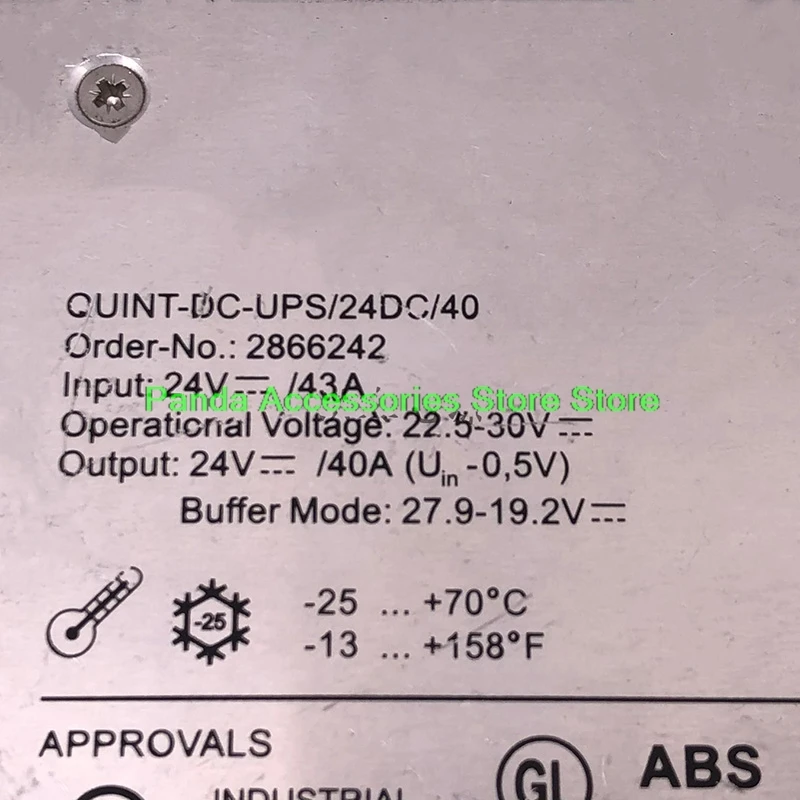 QUINT-DC-UPS/24DC/40
Order-No.: 2866242
Input: 24V⎓ /43A
Panda Accessories Store Store
Operational Voltage: 22.5-30V⎓
Output: 24V⎓ /40A (Uin -0,5V)
Buffer Mode: 27.9-19.2V⎓
-25
-25 ... +70°C
-13 ... +158°F
APPROVALS
INDUSTRIAL
GL
ABS